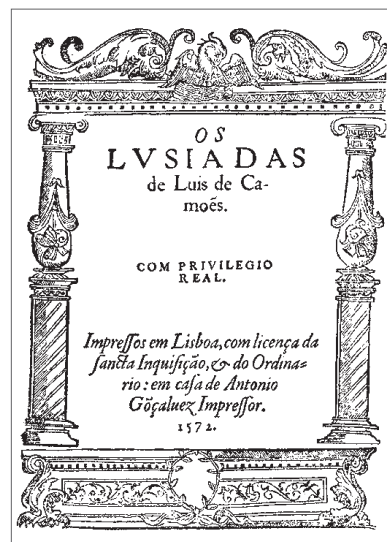 OS
LVSIADAS
de Luis de Ca-
moẽs.
COM PRIVILEGIO
REAL.
Impreſſos em Lisboa, com licença da
ſancta Inquiſição, & do Ordina-
rio: em caſa de Antonio
Gõçaluez Impreſſor.
1572.